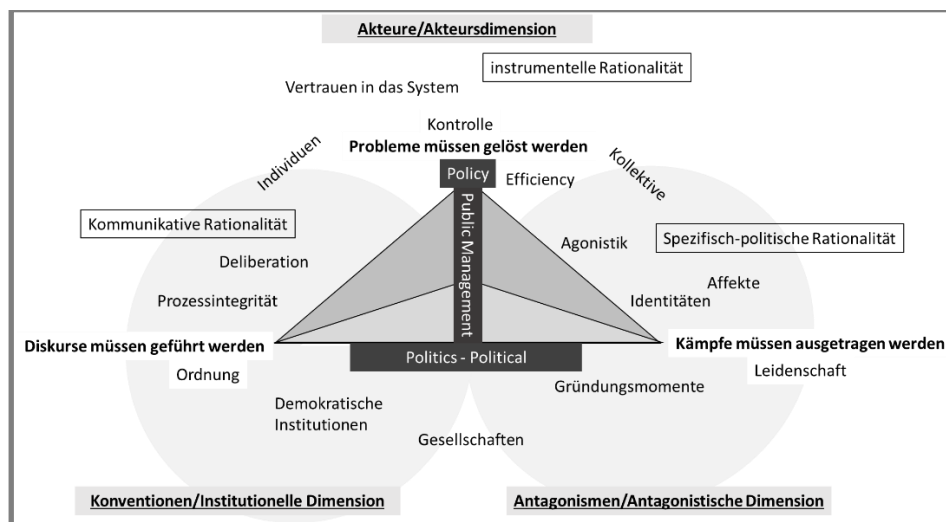 Akteure/Akteursdimension
instrumentelle Rationalität
Vertrauen in das System
Kontrolle
Probleme müssen gelöst werden
Individuen
Kollektive
Policy
Efficiency
Public Management
Kommunikative Rationalität
Spezifisch-politische Rationalität
Agonistik
Deliberation
Affekte
Prozessintegrität
Identitäten
Diskurse müssen geführt werden
Kämpfe müssen ausgetragen werden
Politics - Political
Ordnung
Leidenschaft
Gründungsmomente
Demokratische
Institutionen
Gesellschaften
Konventionen/Institutionelle Dimension
Antagonismen/Antagonistische Dimension